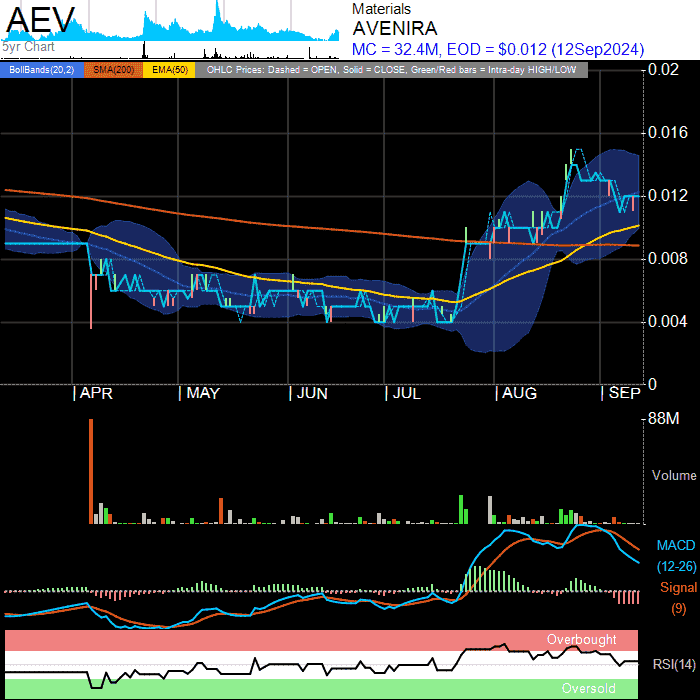 AEV
5yr Chart
Materials
AVENIRA
MC = 32.4M, EOD = $0.012 (12Sep2024)
BollBands(20,2) SMA(200) EMA(50) OHLC Prices: Dashed = OPEN, Solid = CLOSE, Green/Red bars = Intra-day HIGH/LOW
0.02
0.016
0.012
0.008
0.004
0
APR MAY JUN JUL AUG SEP
88M
Volume
MACD
(12-26)
Signal
(9)
Overbought
RSI(14)
Oversold